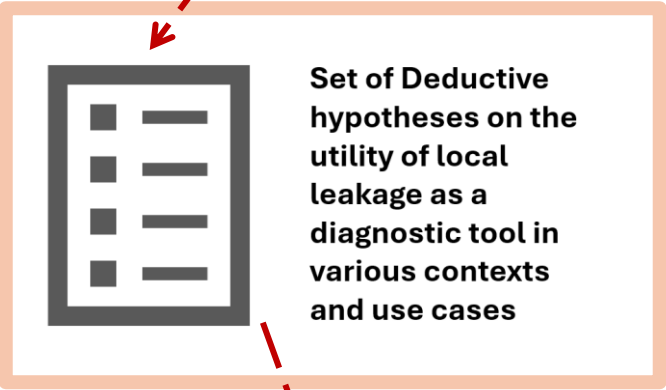 Set of Deductive
hypotheses on the
utility of local
leakage as a
diagnostic tool in
various contexts
and use cases